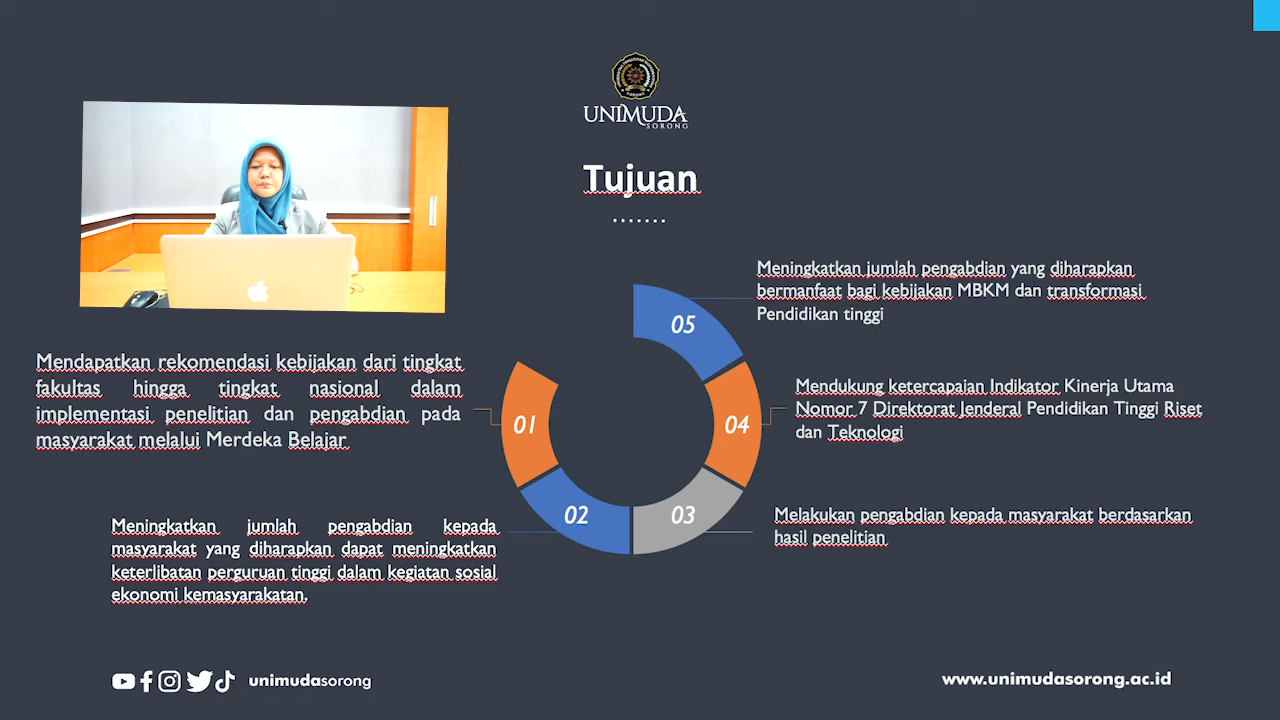 UNIMUDA
SORONG
Tujuan
Mendapatkan rekomendasi kebijakan dari tingkat
fakultas hingga tingkat nasional dalam
implementasi penelitian dan pengabdian pada
masyarakat melalui Merdeka Belajar
01
Meningkatkan jumlah pengabdian kepada
masyarakat yang diharapkan dapat meningkatkan
keterlibatan perguruan tinggi dalam kegiatan sosial
ekonomi kemasyarakatan.
02
03
Melakukan pengabdian kepada masyarakat berdasarkan
hasil penelitian
04
Mendukung ketercapaian Indikator Kinerja Utama
Nomor 7 Direktorat Jenderal Pendidikan Tinggi Riset
dan Teknologi
05
Meningkatkan jumlah pengabdian yang diharapkan
bermanfaat bagi kebijakan MBKM dan transformasi
Pendidikan tinggi
unimudasorong
www.unimudasorong.ac.id